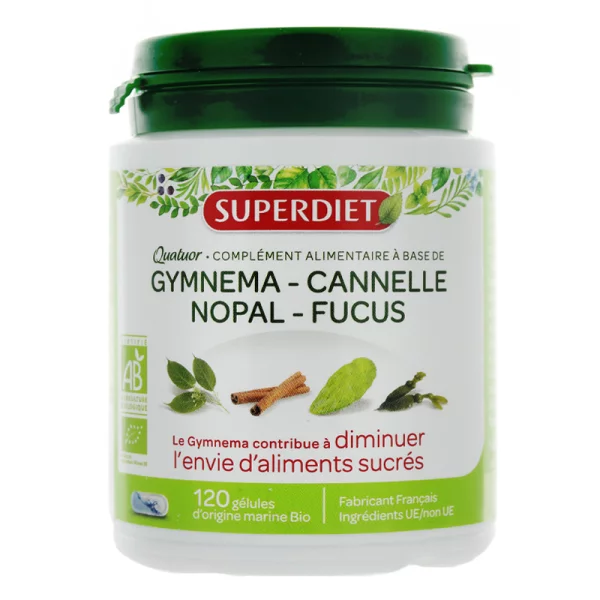 SUPERDIET
Quatuor • COMPLÉMENT ALIMENTAIRE À BASE DE
GYMNEMA - CANNELLE
NOPAL - FUCUS
AB
Le Gymnema contribue à diminuer
l'envie d'aliments sucrés
120 gélules
d'origine marine Bio
Fabricant Français
Ingrédients UE/non UE